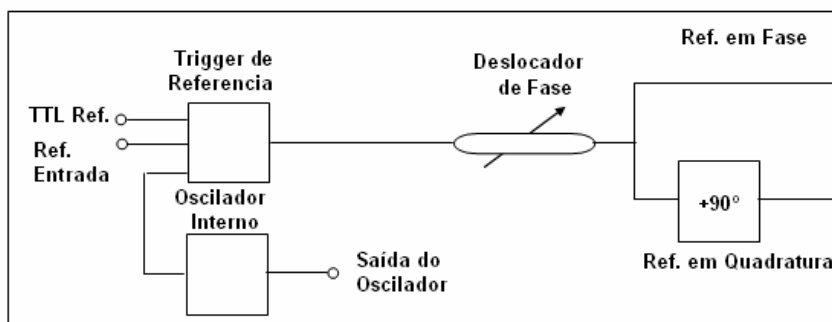 Trigger de
Referencia
TTL Ref.
Ref.
Entrada
Oscilador
Interno
Saída do
Oscilador
Deslocador
de Fase
Ref. em Fase
+90°
Ref. em Quadratura